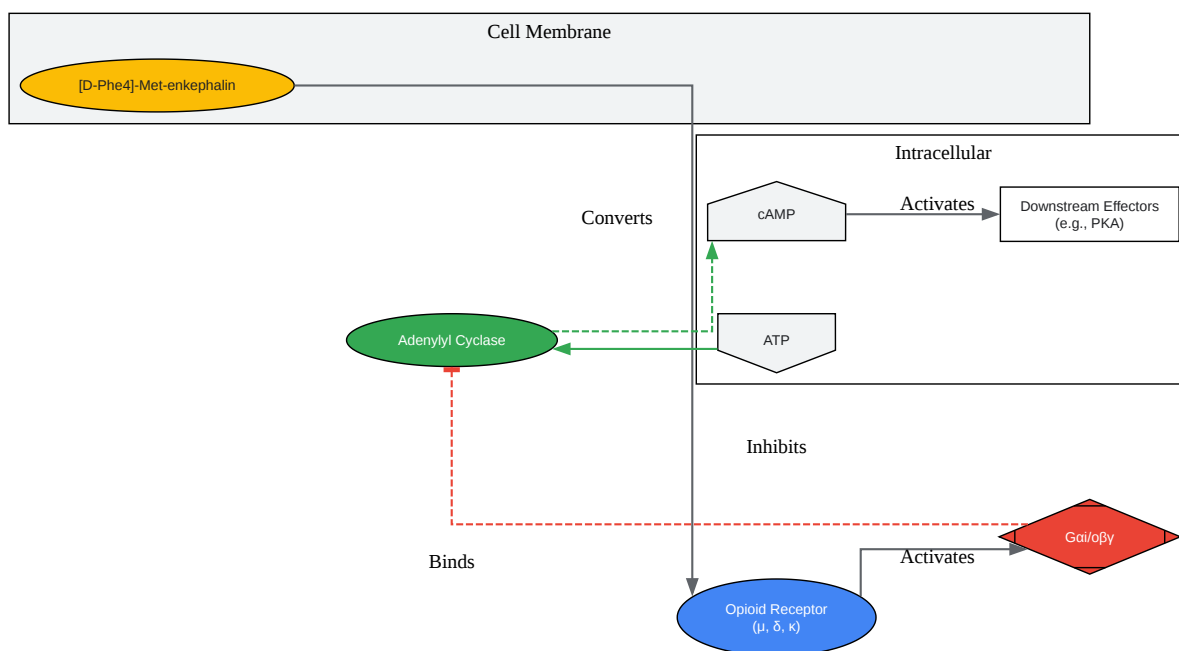 Cell Membrane
[D-Phe4]-Met-enkephalin
Intracellular
Converts
cAMP
Activates
Downstream Effectors
(e.g., PKA)
Adenylyl Cyclase
ATP
Inhibits
Binds
Activates
Gαi/oβγ
Opioid Receptor
(μ, δ, κ)